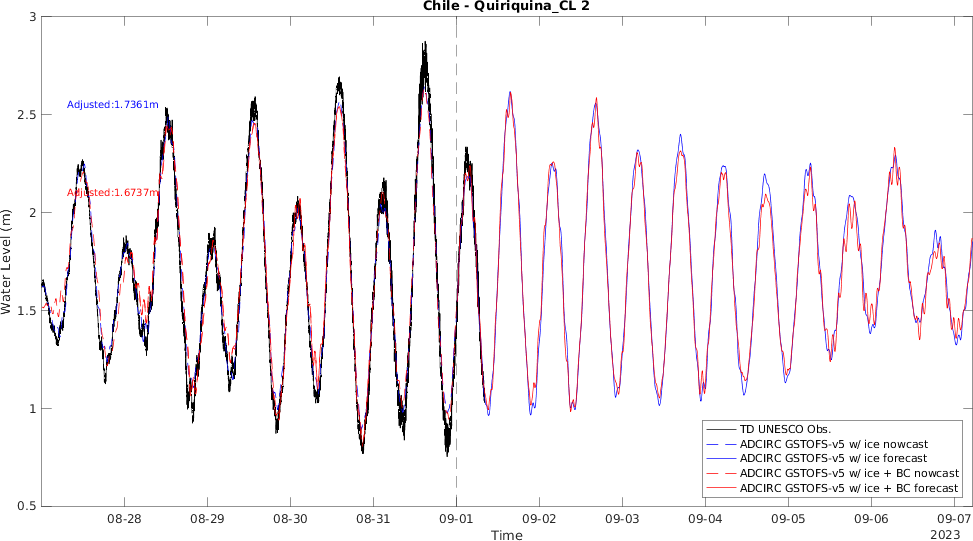 Chile - Quiriquina_CL 2
3
2.5
2
1.5
1
0.5
Water Level (m)
Adjusted:1.7361m
Adjusted:1.6737m
TD UNESCO Obs.
ADCIRC GSTOFS-v5 w/ ice nowcast
ADCIRC GSTOFS-v5 w/ ice forecast
ADCIRC GSTOFS-v5 w/ ice + BC nowcast
ADCIRC GSTOFS-v5 w/ ice + BC forecast
08-28 08-29 08-30 08-31 09-01 09-02 09-03 09-04 09-05 09-06 09-07
Time
2023